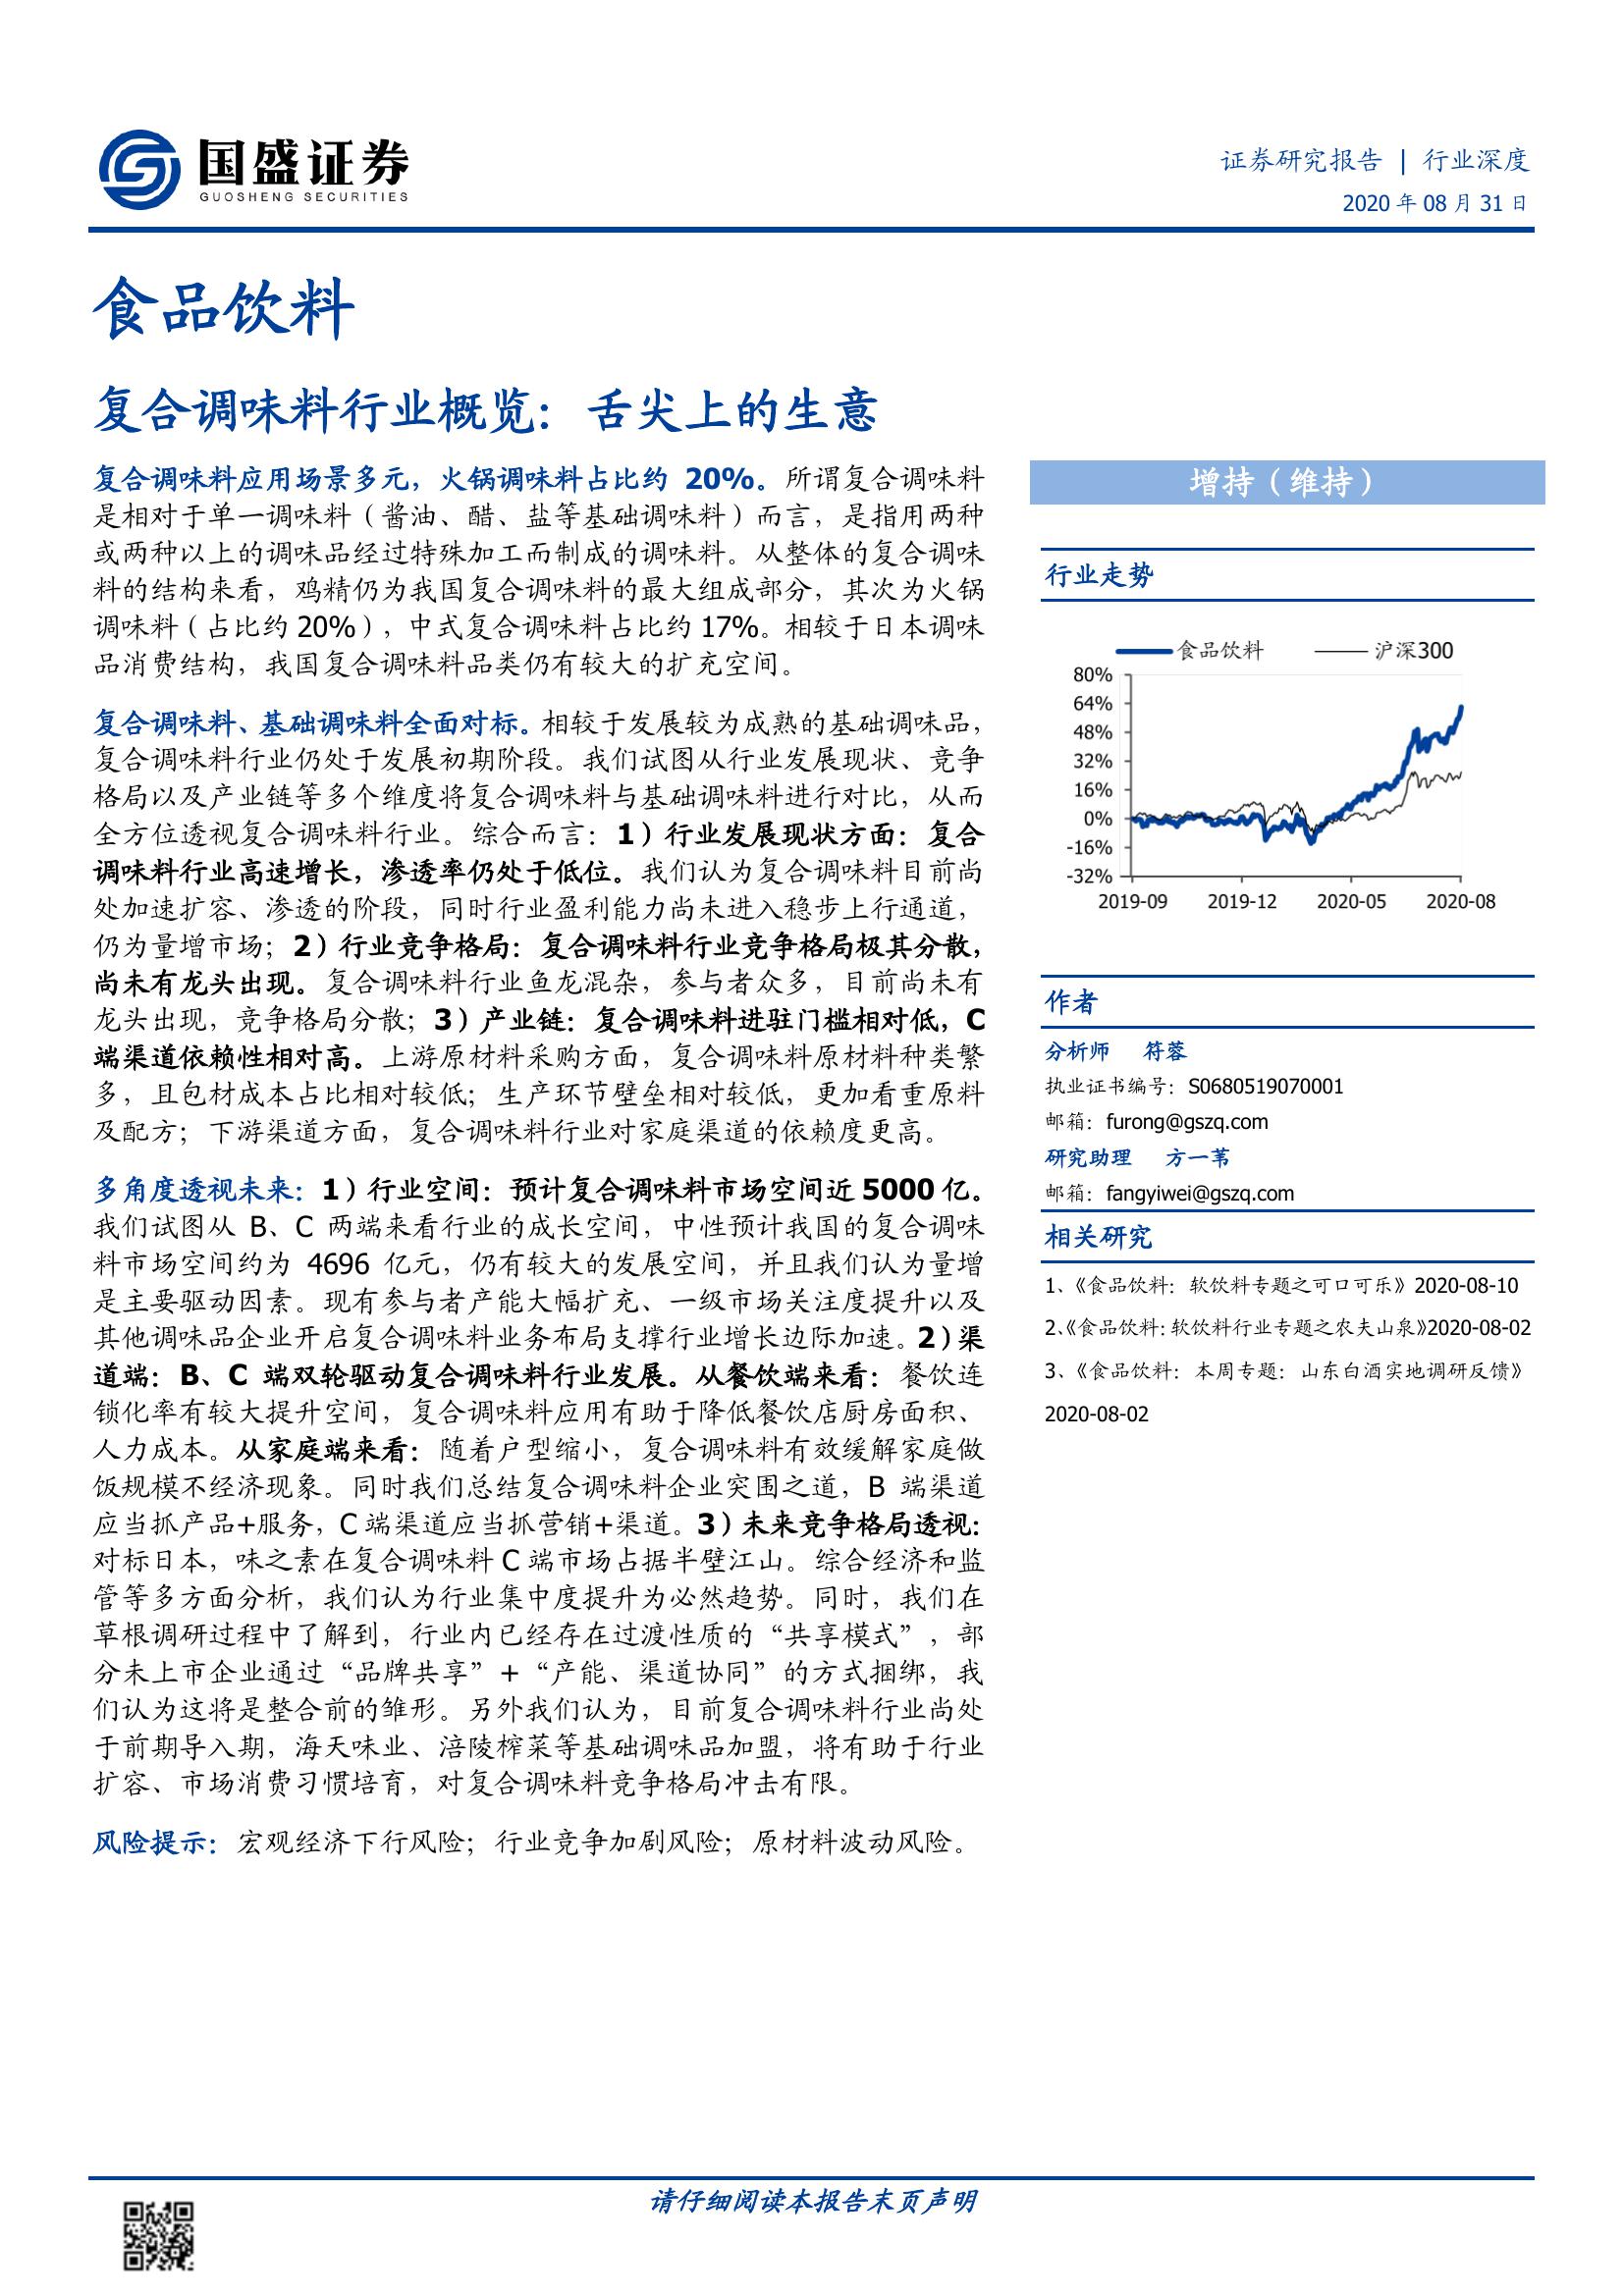 国盛证券
GUOSHENG SECURITIES
证券研究报告 | 行业深度
2020 年 08 月 31 日
食品饮料
复合调味料行业概览：舌尖上的生意
复合调味料应用场景多元，火锅调味料占比约 20%。所谓复合调味料
是相对于单一调味料（酱油、醋、盐等基础调味料）而言，是指用两种
或两种以上的调味品经过特殊加工而制成的调味料。从整体的复合调味
料的结构来看，鸡精仍为我国复合调味料的最大组成部分，其次为火锅
调味料（占比约 20%），中式复合调味料占比约 17%。相较于日本调味
品消费结构，我国复合调味料品类仍有较大的扩充空间。
复合调味料、基础调味料全面对标。相较于发展较为成熟的基础调味品，
复合调味料行业仍处于发展初期阶段。我们试图从行业发展现状、竞争
格局以及产业链等多个维度将复合调味料与基础调味料进行对比，从而
全方位透视复合调味料行业。综合而言：1）行业发展现状方面：复合
调味料行业高速增长，渗透率仍处于低位。我们认为复合调味料目前尚
处加速扩容、渗透的阶段，同时行业盈利能力尚未进入稳步上行通道，
仍为量增市场；2）行业竞争格局：复合调味料行业竞争格局极其分散，
尚未有龙头出现。复合调味料行业鱼龙混杂，参与者众多，目前尚未有
龙头出现，竞争格局分散；3）产业链：复合调味料进驻门槛相对低，C
端渠道依赖性相对高。上游原材料采购方面，复合调味料原材料种类繁
多，且包材成本占比相对较低；生产环节壁垒相对较低，更加看重原料
及配方；下游渠道方面，复合调味料行业对家庭渠道的依赖度更高。
多角度透视未来：1）行业空间：预计复合调味料市场空间近 5000 亿。
我们试图从 B、C 两端来看行业的成长空间，中性预计我国的复合调味
料市场空间约为 4696 亿元，仍有较大的发展空间，并且我们认为量增
是主要驱动因素。现有参与者产能大幅扩充、一级市场关注度提升以及
其他调味品企业开启复合调味料业务布局支撑行业增长边际加速。2）渠
道端：B、C 端双轮驱动复合调味料行业发展。从餐饮端来看：餐饮连
锁化率有较大提升空间，复合调味料应用有助于降低餐饮店厨房面积、
人力成本。从家庭端来看：随着户型缩小，复合调味料有效缓解家庭做
饭规模不经济现象。同时我们总结复合调味料企业突围之道，B 端渠道
应当抓产品+服务，C 端渠道应当抓营销+渠道。3）未来竞争格局透视：
对标日本，味之素在复合调味料 C 端市场占据半壁江山。综合经济和监
管等多方面分析，我们认为行业集中度提升为必然趋势。同时，我们在
草根调研过程中了解到，行业内已经存在过渡性质的“共享模式”，部
分未上市企业通过“品牌共享”+“产能、渠道协同”的方式捆绑，我
们认为这将是整合前的雏形。另外我们认为，目前复合调味料行业尚处
于前期导入期，海天味业、涪陵榨菜等基础调味品加盟，将有助于行业
扩容、市场消费习惯培育，对复合调味料竞争格局冲击有限。
风险提示：宏观经济下行风险；行业竞争加剧风险；原材料波动风险。
增持（维持）
行业走势
食品饮料 沪深300
80%
64%
48%
32%
16%
0%
-16%
-32%
2019-09 2019-12 2020-05 2020-08
作者
分析师 符蓉
执业证书编号：S0680519070001
邮箱：furong@gszq.com
研究助理 方一苇
邮箱：fangyiwei@gszq.com
相关研究
1、《食品饮料：软饮料专题之可口可乐》2020-08-10
2、《食品饮料：软饮料行业专题之农夫山泉》2020-08-02
3、《食品饮料：本周专题：山东白酒实地调研反馈》
2020-08-02
请仔细阅读本报告末页声明